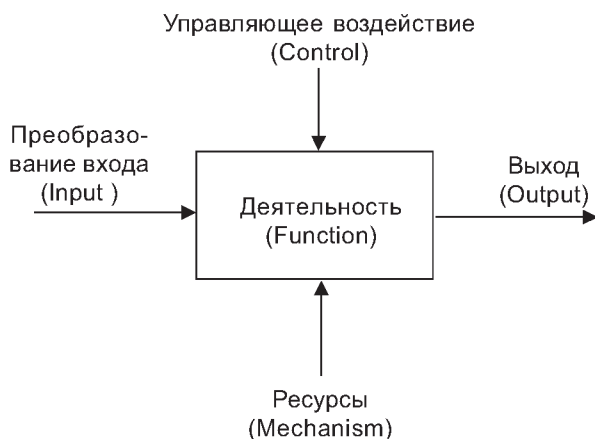 Управляющее воздействие
(Control)
Преобразо-
вание входа
(Input )
Деятельность
(Function)
Выход
(Output)
Ресурсы
(Mechanism)